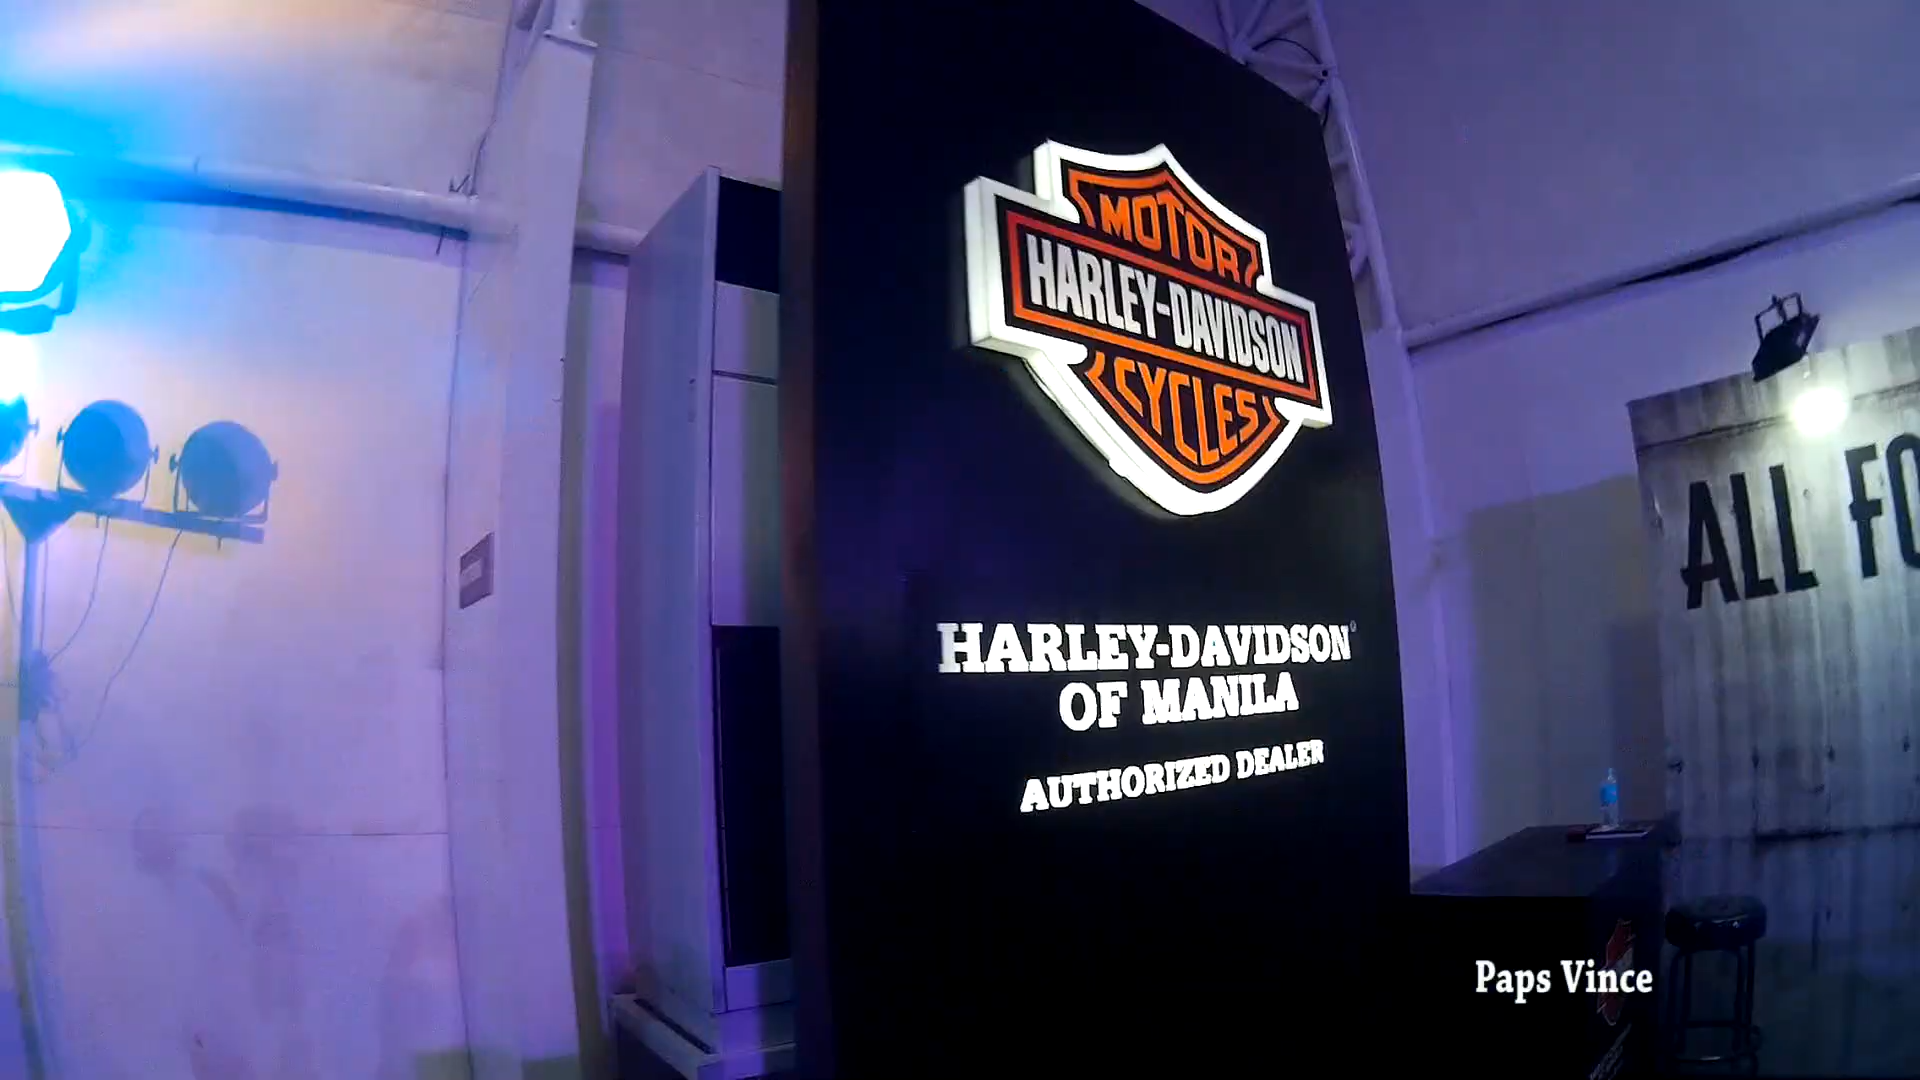 MOTOR
HARLEY-DAVIDSON
CYCLES
HARLEY-DAVIDSON®
OF MANILA
AUTHORIZED DEALER
ALL FO
Paps Vince